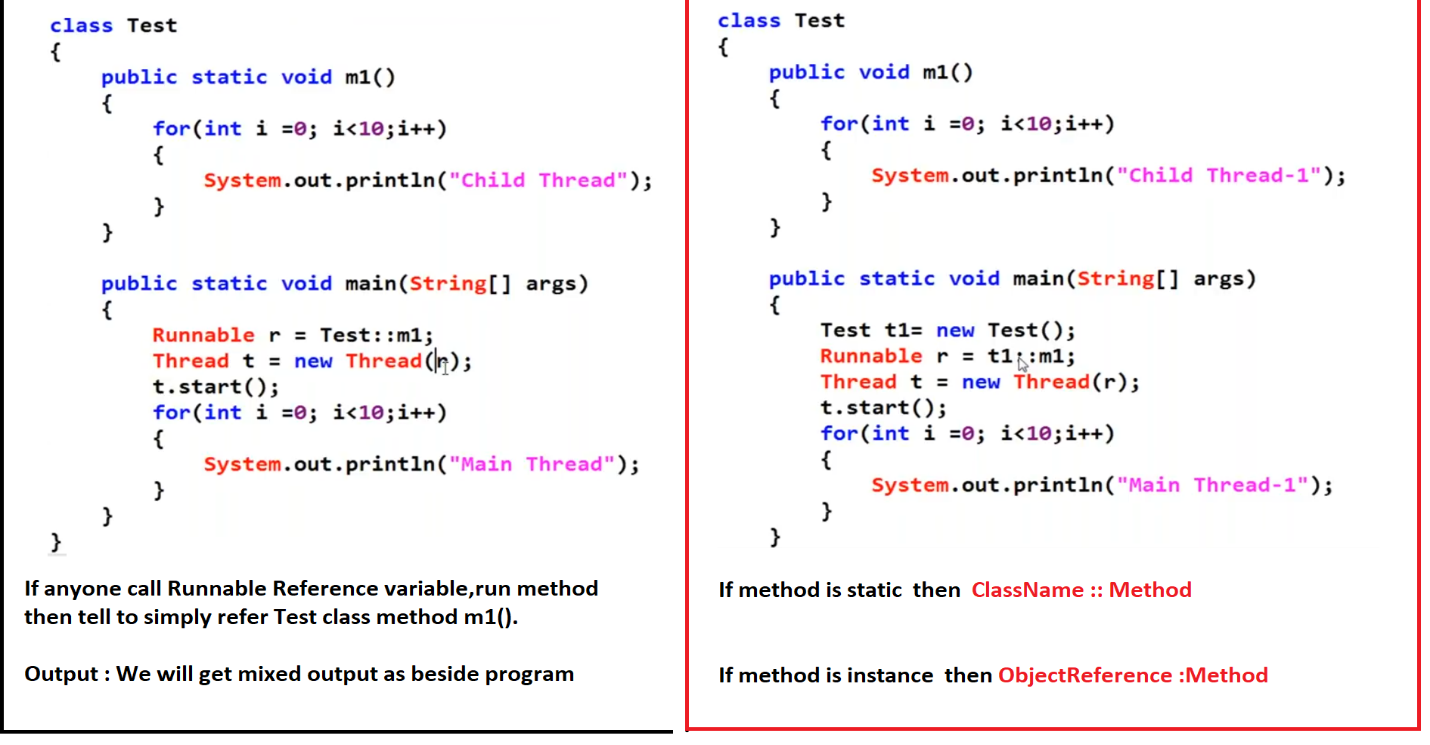 class Test
{
public static void m1()
{
for(int i =0; i<10;i++)
{
System.out.println("Child Thread");
}
}
public static void main(String[] args)
{
Runnable r = Test::m1;
Thread t = new Thread(r);
t.start();
for(int i =0; i<10;i++)
{
System.out.println("Main Thread");
}
}
}
If anyone call Runnable Reference variable,run method
then tell to simply refer Test class method m1().
Output : We will get mixed output as beside program
class Test
{
public void m1()
{
for(int i =0; i<10;i++)
{
System.out.println("Child Thread-1");
}
}
public static void main(String[] args)
{
Test t1= new Test();
Runnable r = t1::m1;
Thread t = new Thread(r);
t.start();
for(int i =0; i<10;i++)
{
System.out.println("Main Thread-1");
}
}
If method is static then ClassName :: Method
If method is instance then ObjectReference :Method